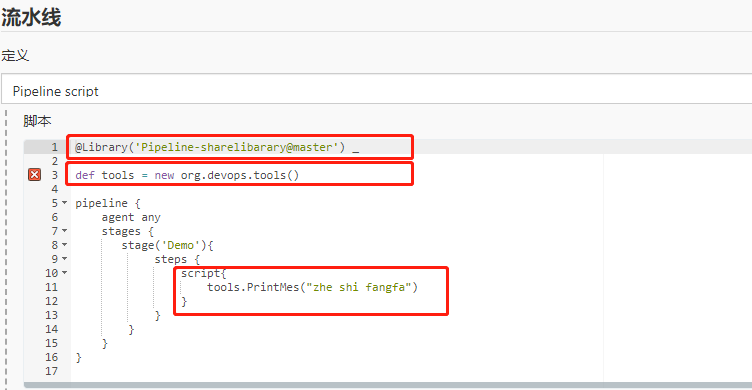 流水线
定义
Pipeline script
脚本
1 @Library('Pipeline-sharelibarary@master') _
2
3 def tools = new org.devops.tools()
4
5 pipeline {
6 agent any
7 stages {
8 stage('Demo'){
9 steps {
10 script{
11 tools.PrintMes("zhe shi fangfa")
12 }
13 }
14 }
15 }
16 }
17